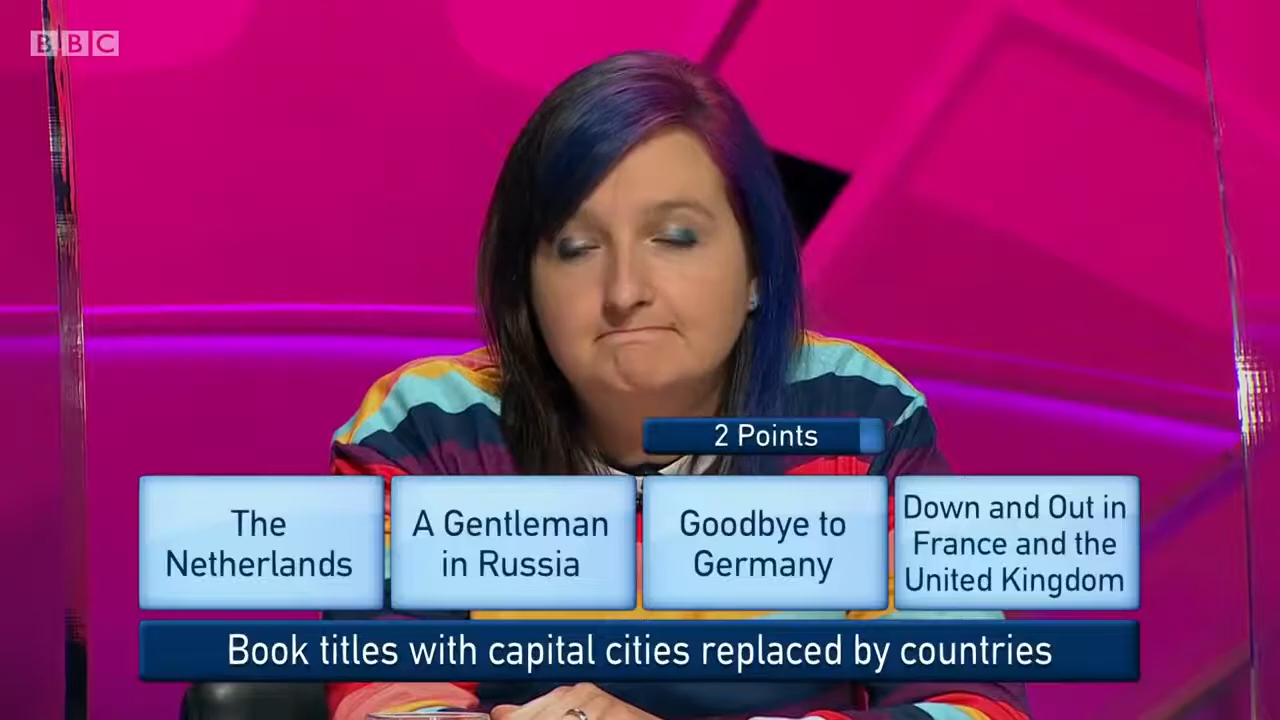 BBC
2 Points
The
Netherlands
A Gentleman
in Russia
Goodbye to
Germany
Down and Out in
France and the
United Kingdom
Book titles with capital cities replaced by countries